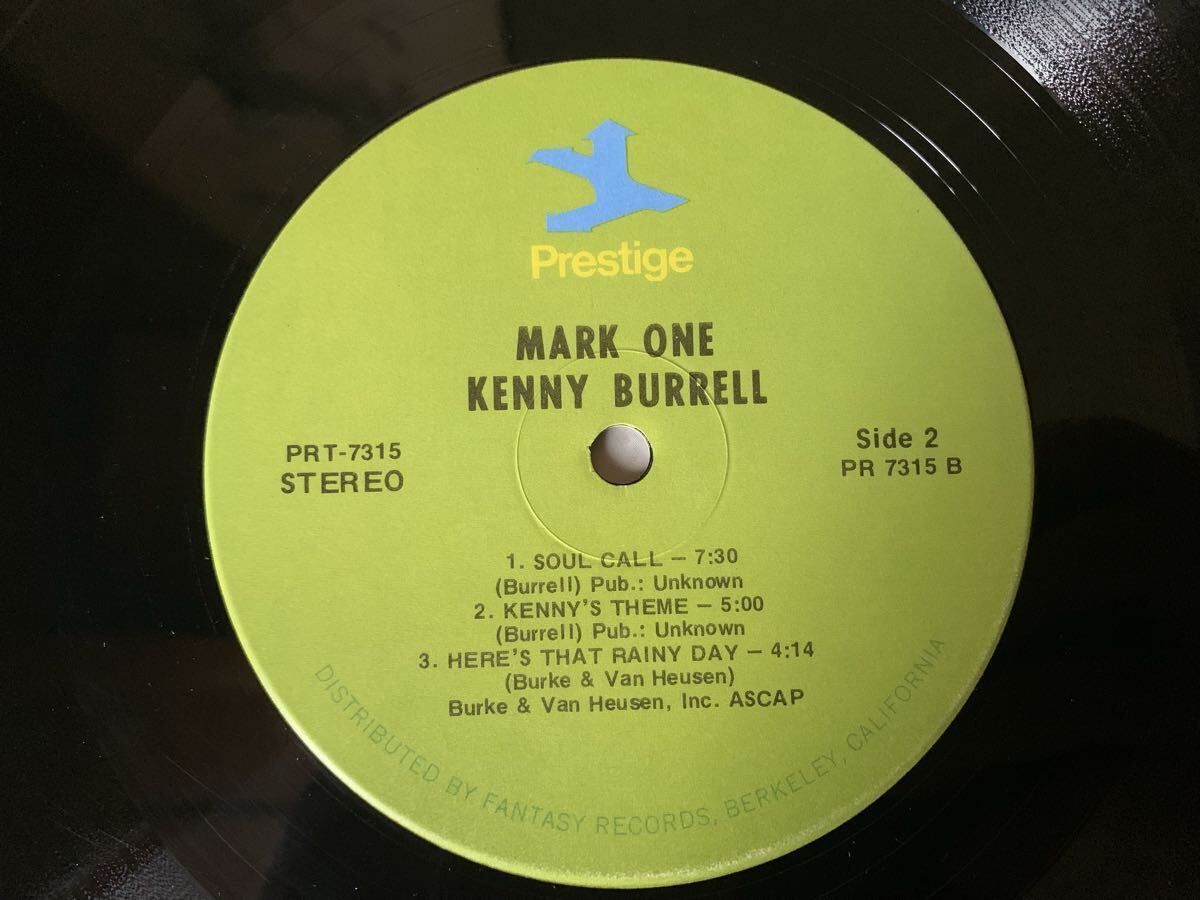 Prestige
MARK ONE
KENNY BURRELL
PRT-7315
STEREO
Side 2
PR 7315 B
1. SOUL CALL – 7:30
(Burrell) Pub.: Unknown
2. KENNY'S THEME – 5:00
(Burrell) Pub.: Unknown
3. HERE'S THAT RAINY DAY – 4:14
(Burke & Van Heusen)
Burke & Van Heusen, Inc. ASCAP
DISTRIBUTED BY FANTASY RECORDS, BERKELEY, CALIFORNIA